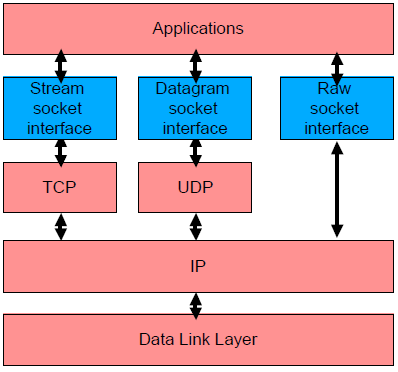 Applications
Stream
socket
interface
Datagram
socket
interface
Raw
socket
interface
TCP
UDP
IP
Data Link Layer